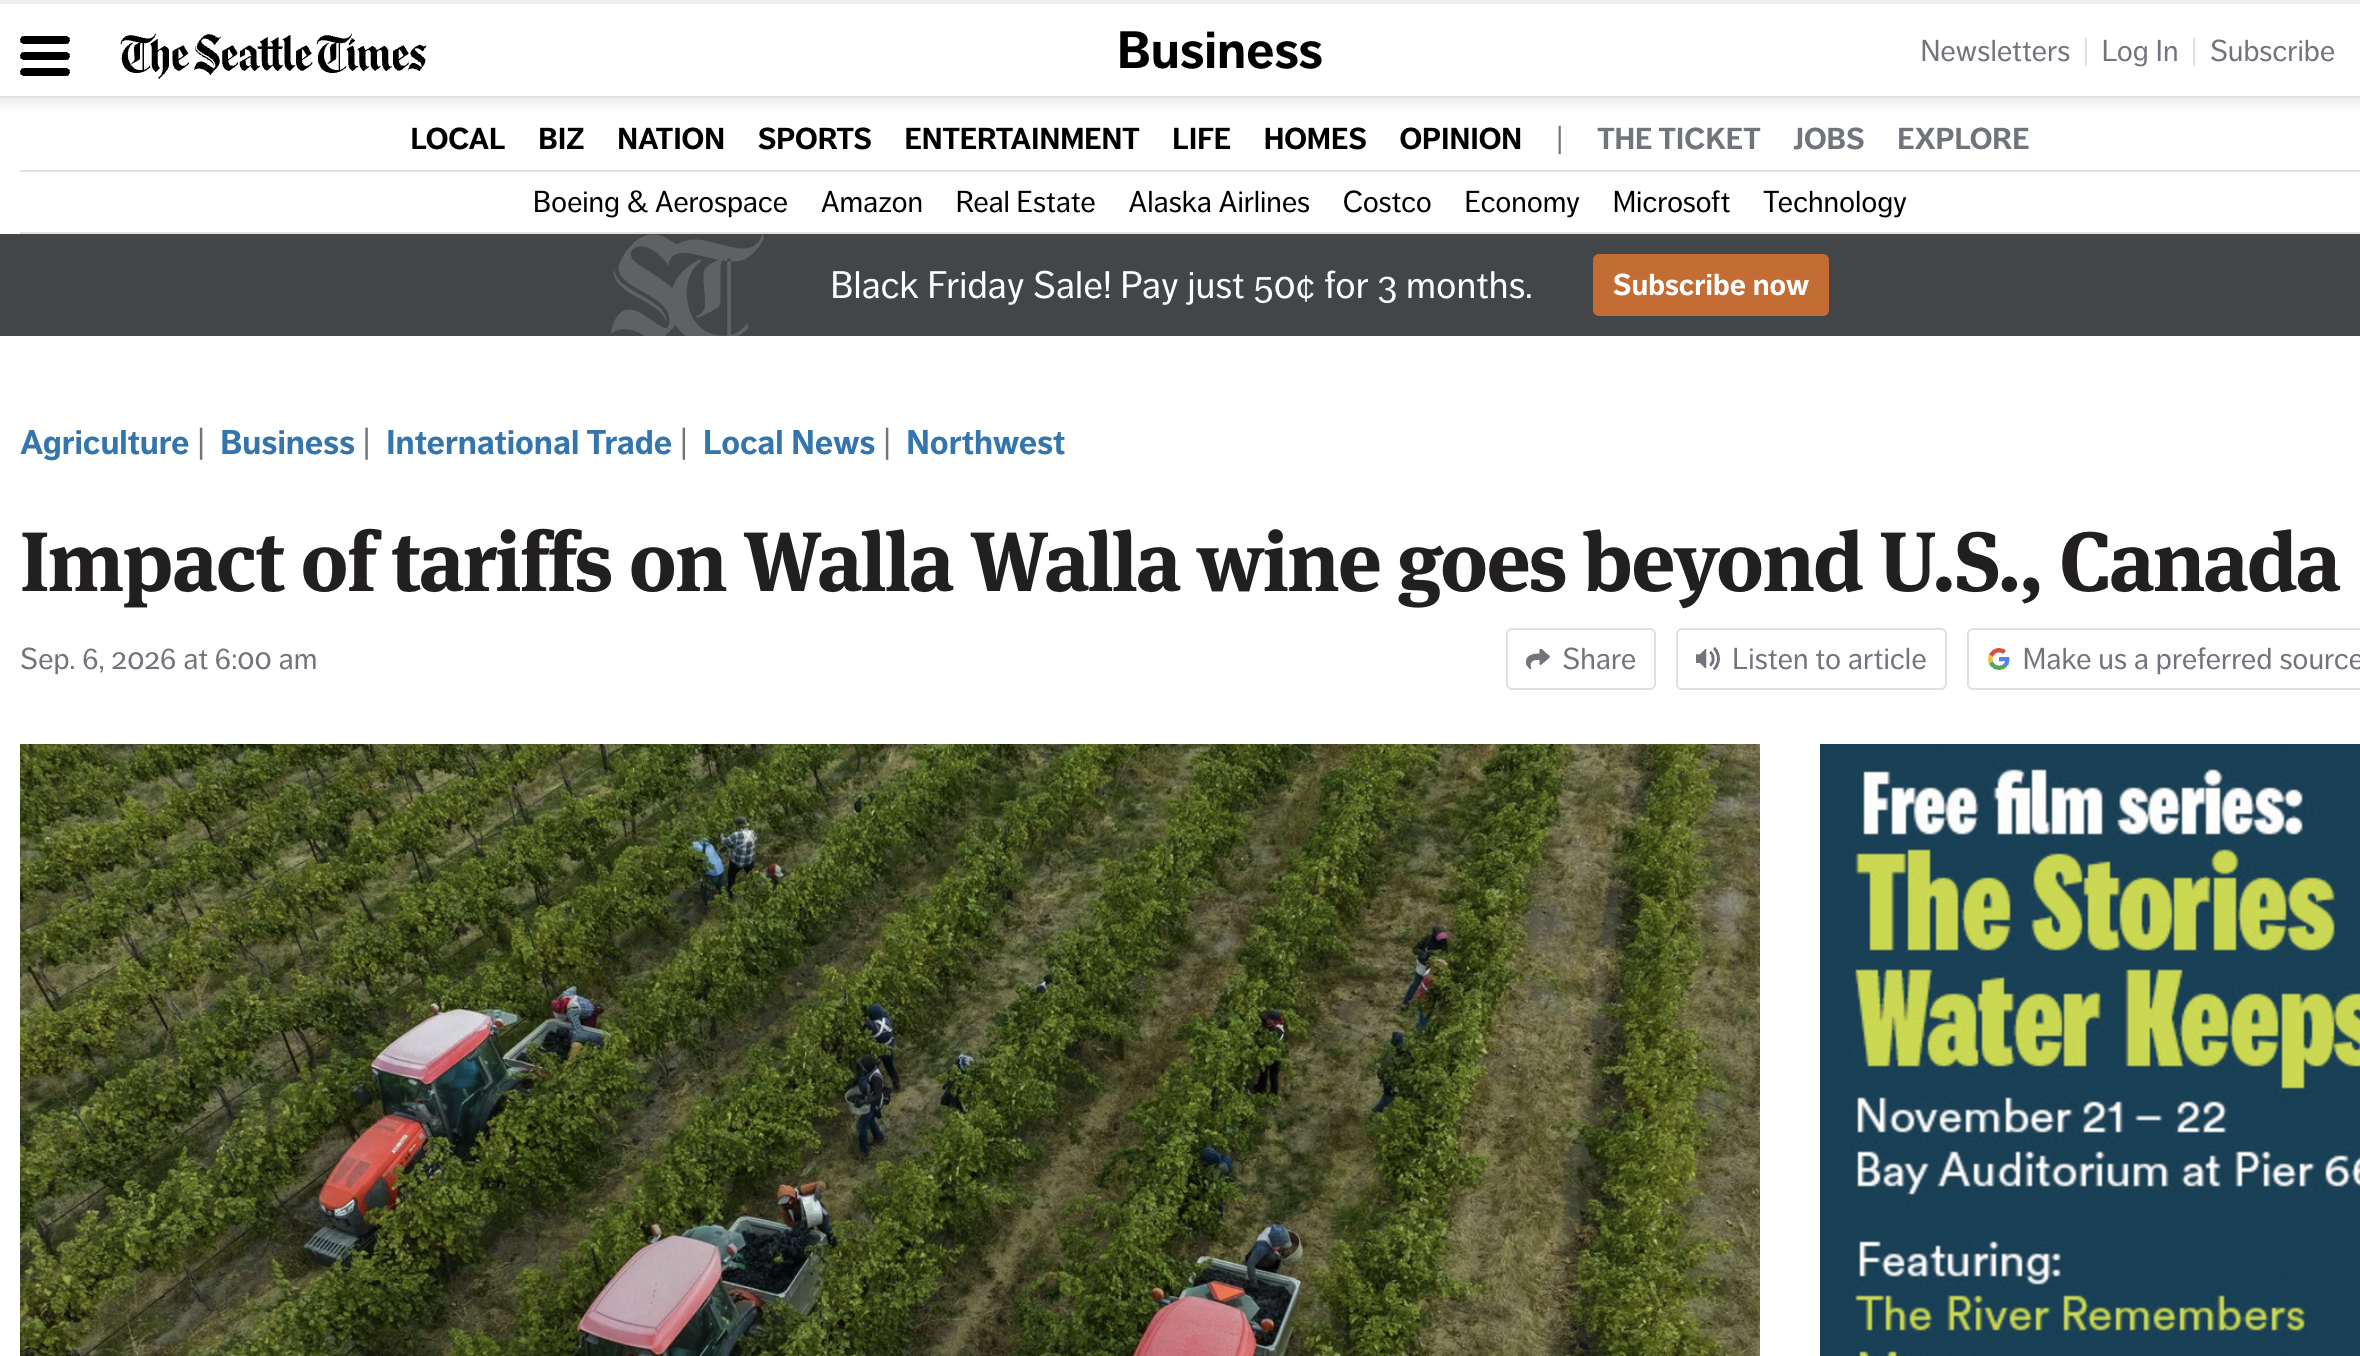 The Seattle Times
Business
Newsletters | Log In | Subscribe
LOCAL BIZ NATION SPORTS ENTERTAINMENT LIFE HOMES OPINION | THE TICKET JOBS EXPLORE
Boeing & Aerospace Amazon Real Estate Alaska Airlines Costco Economy Microsoft Technology
Black Friday Sale! Pay just 50¢ for 3 months.
Subscribe now
Agriculture | Business | International Trade | Local News | Northwest
Impact of tariffs on Walla Walla wine goes beyond U.S., Canada
Sep. 6, 2026 at 6:00 am
Share
Listen to article
Make us a preferred source
Free film series:
The Stories
Water Keeps
November 21 – 22
Bay Auditorium at Pier
Featuring:
The River Remembers